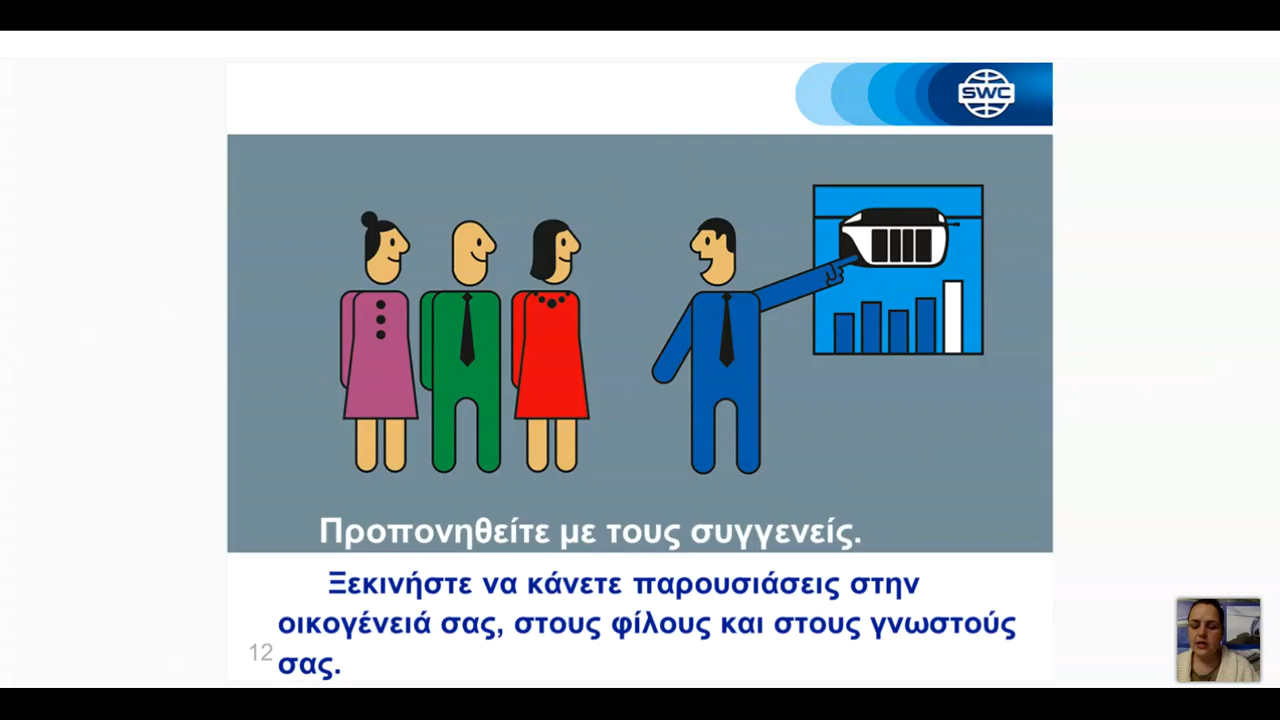 SWC
Προπονηθείτε με τους συγγενείς.
Ξεκινήστε να κάνετε παρουσιάσεις στην
οικογένειά σας, στους φίλους και στους γνωστούς
12 σας.